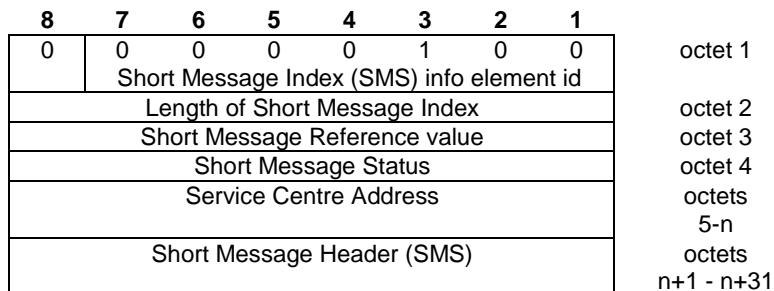 8 7 6 5 4 3 2 1
0 0 0 0 0 1 0 0 octet 1
Short Message Index (SMS) info element id
Length of Short Message Index octet 2
Short Message Reference value octet 3
Short Message Status octet 4
Service Centre Address octets
5-n
Short Message Header (SMS) octets
n+1 - n+31